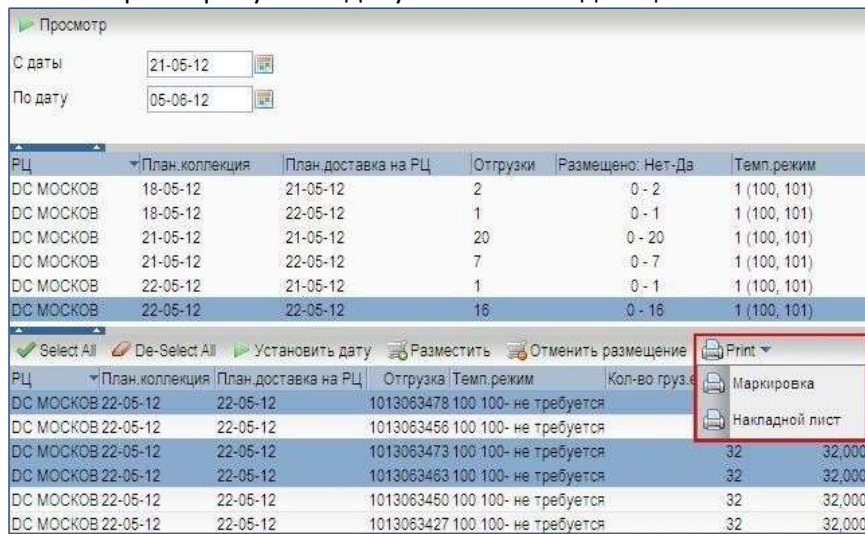 Просмотр
С даты 21-05-12
По дату 05-06-12
РЦ План.коллекция План.доставка на РЦ Отгрузки Размещено: Нет-Да Темп.режим
DC МОСКОВ 18-05-12 21-05-12 2 0 - 2 1 (100, 101)
DC МОСКОВ 18-05-12 22-05-12 1 0 - 1 1 (100, 101)
DC МОСКОВ 21-05-12 21-05-12 20 0 - 20 1 (100, 101)
DC МОСКОВ 21-05-12 22-05-12 7 0 - 7 1 (100, 101)
DC МОСКОВ 22-05-12 21-05-12 1 0 - 1 1 (100, 101)
DC МОСКОВ 22-05-12 22-05-12 16 0 - 16 1 (100, 101)
Select All De-Select All Установить дату Разместить Отменить размещение Print
РЦ План.коллекция План.доставка на РЦ Отгрузка Темп.режим Кол-во груз.е Маркировка
DC МОСКОВ 22-05-12 22-05-12 1013063478 100 100- не требуется
DC МОСКОВ 22-05-12 22-05-12 1013063456 100 100- не требуется Накладной лист
DC МОСКОВ 22-05-12 22-05-12 1013063473 100 100- не требуется 32 32,000
DC МОСКОВ 22-05-12 22-05-12 1013063463 100 100- не требуется 32 32,000
DC МОСКОВ 22-05-12 22-05-12 1013063450 100 100- не требуется 32 32,000
DC МОСКОВ 22-05-12 22-05-12 1013063427 100 100- не требуется 32 32,000